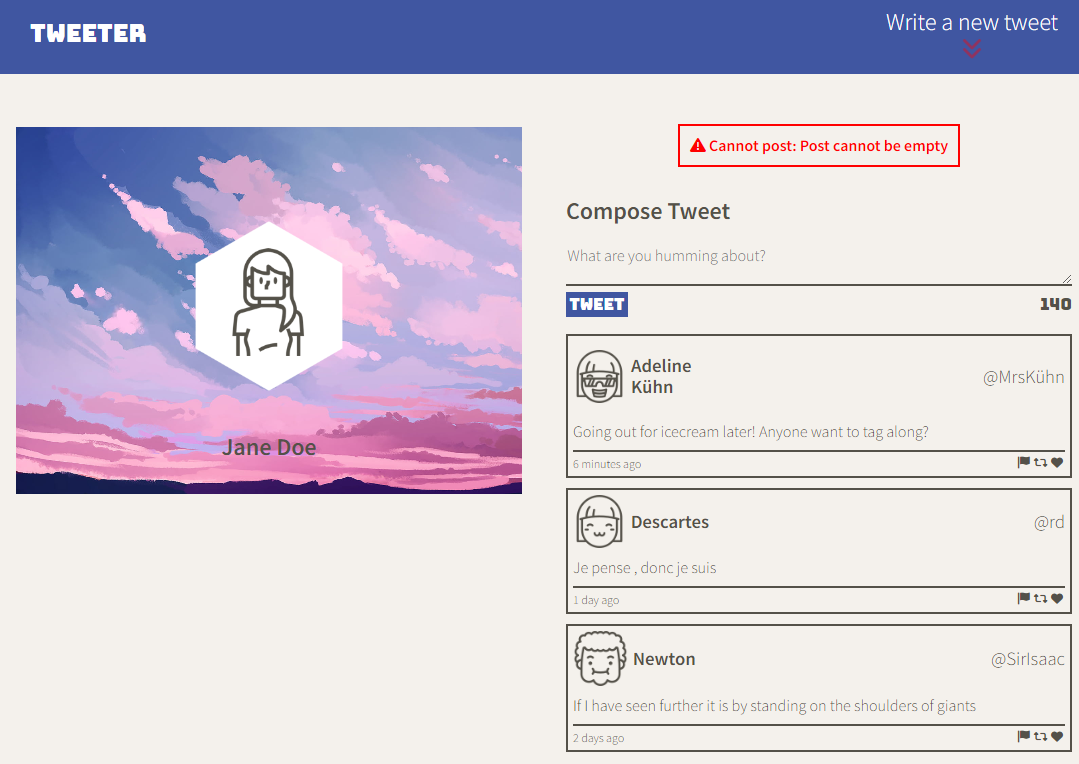 TWEETER
Write a new tweet
Cannot post: Post cannot be empty
Jane Doe
Compose Tweet
What are you humming about?
TWEET
140
Adeline
Kühn
@MrsKühn
Going out for icecream later! Anyone want to tag along?
6 minutes ago
Descartes
@rd
Je pense , donc je suis
1 day ago
Newton
@SirIsaac
If I have seen further it is by standing on the shoulders of giants
2 days ago